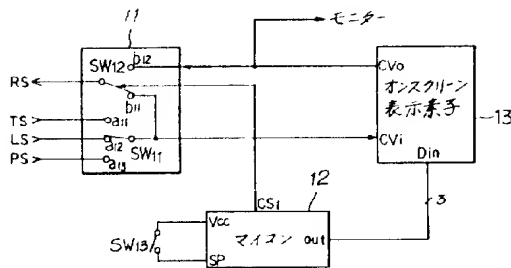 11
モニター
b12
SW12
RS
b11
TS
a11
LS
a12
SW11
PS
a13
CVo
オンスクリーン
表示素子
CVi
Din
13
3
CS1
12
Vcc
マイコン
out
SW13
SP